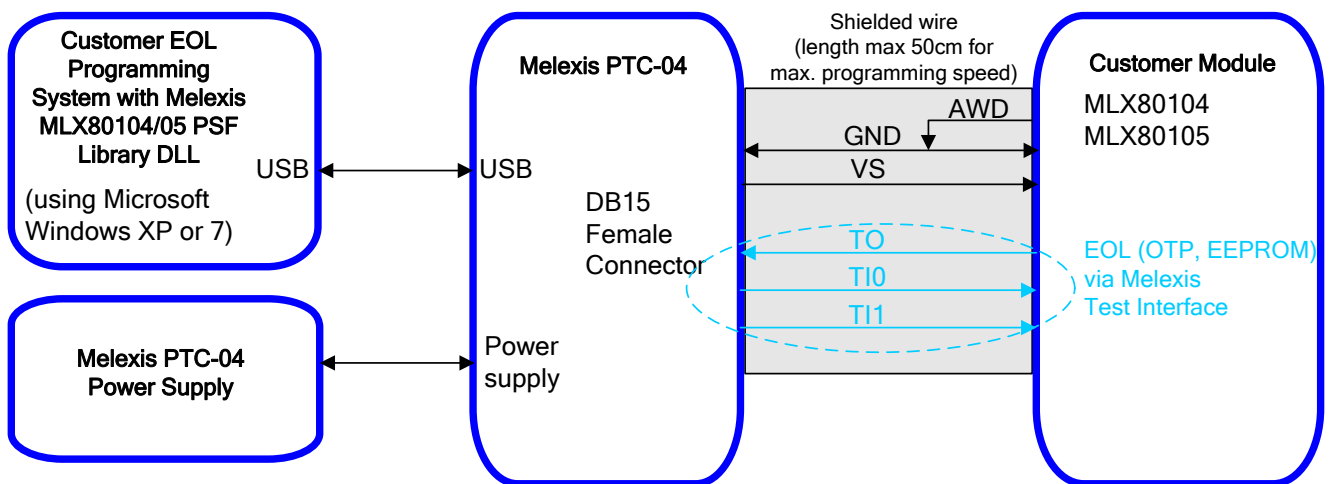 Customer EOL
Programming
System with Melexis
MLX80104/05 PSF
Library DLL
(using Microsoft
Windows XP or 7)
USB
Melexis PTC-04
Power Supply
Melexis PTC-04
USB
DB15
Female
Connector
Power
supply
Shielded wire
(length max 50cm for
max. programming speed)
AWD
GND
VS
TO
TI0
TI1
Customer Module
MLX80104
MLX80105
EOL (OTP, EEPROM)
via Melexis
Test Interface